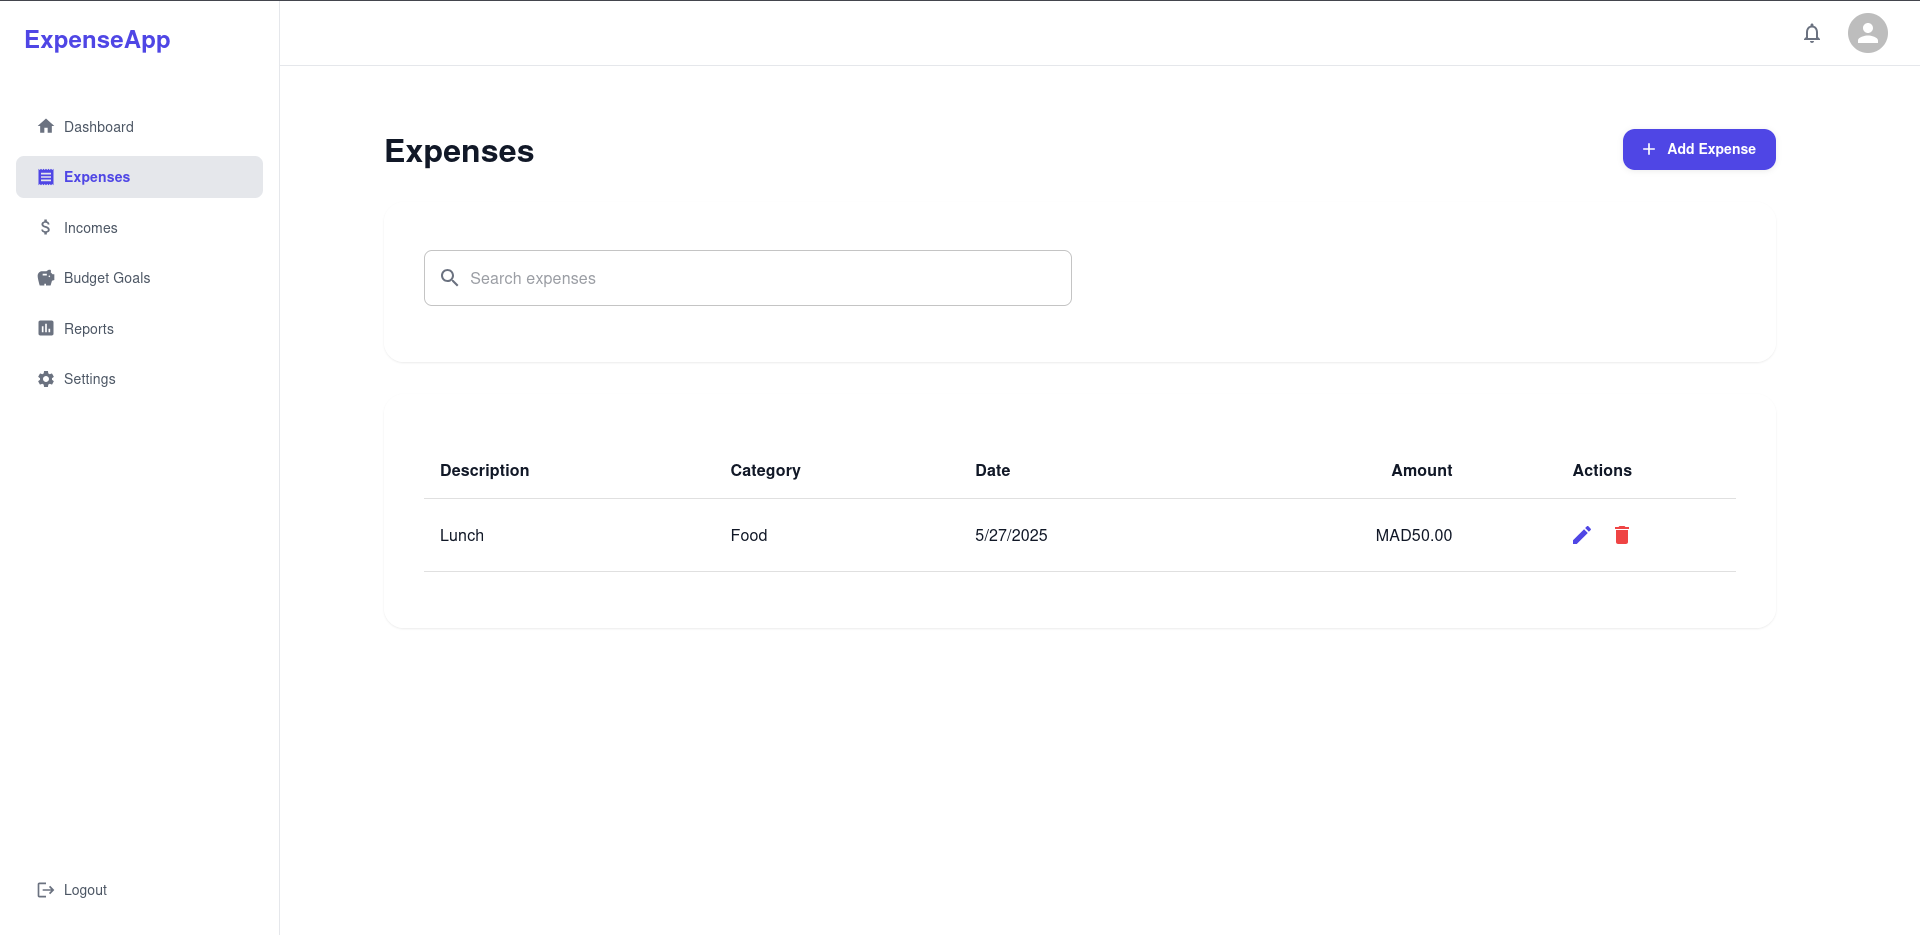 ExpenseApp
Dashboard
Expenses
Incomes
Budget Goals
Reports
Settings
Logout
Expenses
Add Expense
Search expenses
Description Category Date Amount Actions
Lunch Food 5/27/2025 MAD50.00